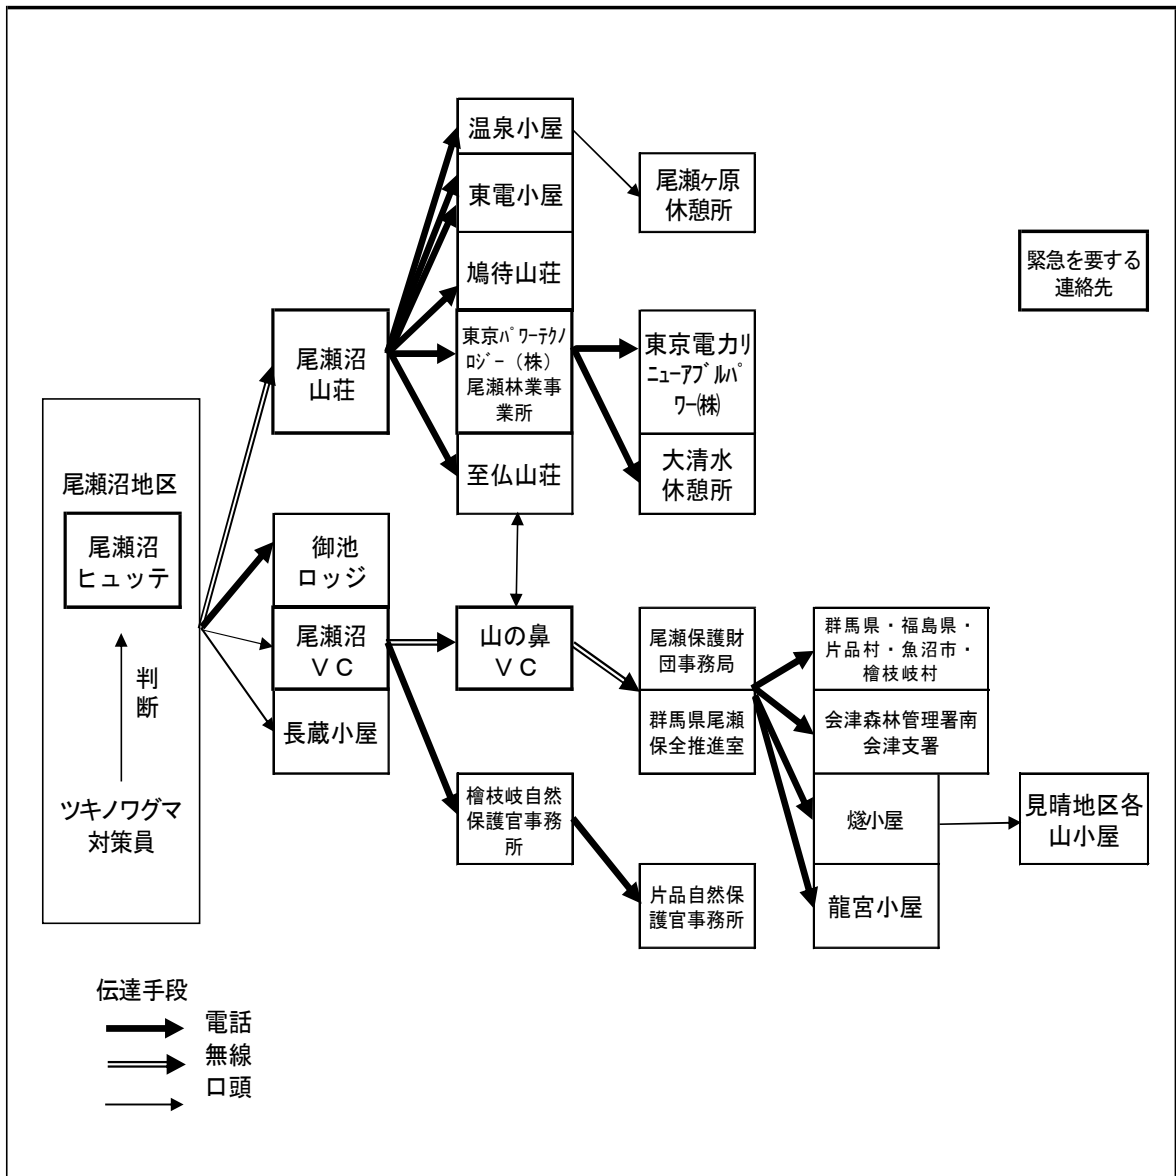 温泉小屋
東電小屋
尾瀬ヶ原
休憩所
鳩待山荘
緊急を要する
連絡先
尾瀬沼
山荘
東京ﾊﾟﾜｰﾃｸﾉ
ﾛｼﾞｰ（株）
尾瀬林業事
業所
東京電力リ
ﾆｭｰｱﾌﾞﾙﾊﾟ
ﾜｰ㈱
至仏山荘
大清水
休憩所
尾瀬沼地区
尾瀬沼
ヒュッテ
判
断
ツキノワグマ
対策員
御池
ロッジ
尾瀬沼
ＶＣ
長蔵小屋
山の鼻
ＶＣ
尾瀬保護財
団事務局
群馬県尾瀬
保全推進室
群馬県・福島県・
片品村・魚沼市・
檜枝岐村
会津森林管理署南
会津支署
檜枝岐自然
保護官事務
所
燧小屋
見晴地区各
山小屋
片品自然保
護官事務所
龍宮小屋
伝達手段
電話
無線
口頭